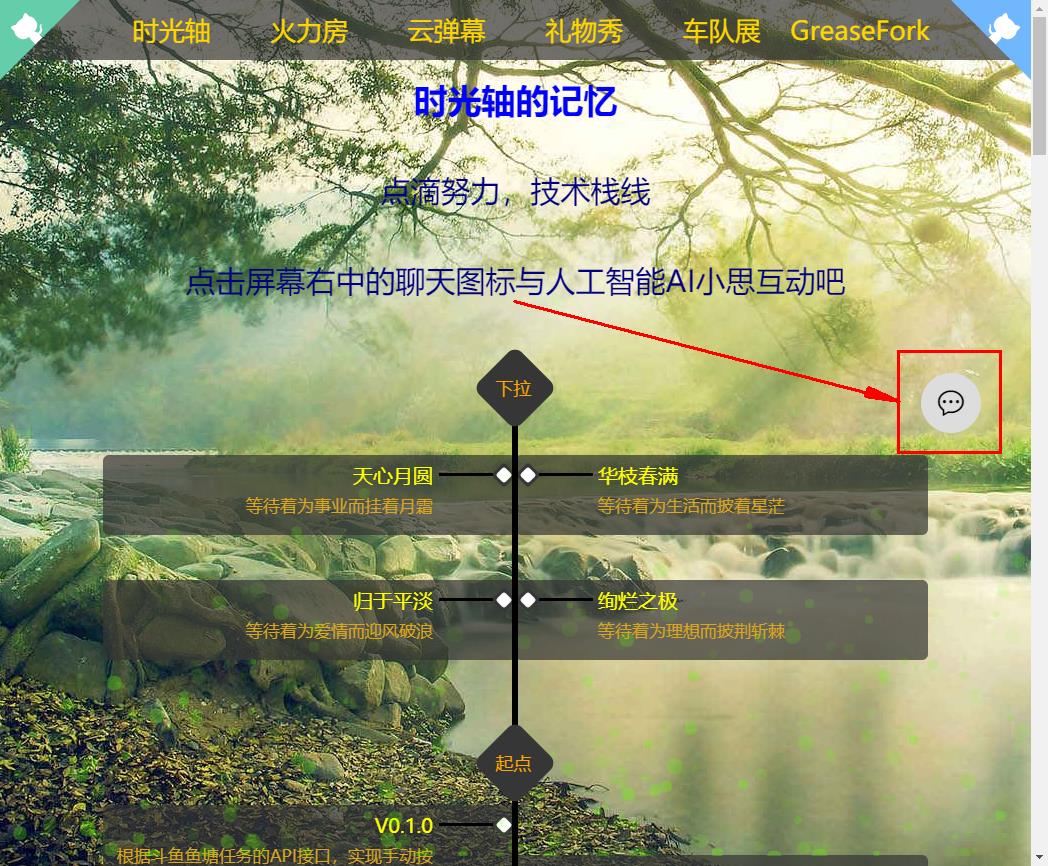 时光轴 火力房 云弹幕 礼物秀 车队展 GreaseFork
时光轴的记忆
点滴努力，技术栈线
点击屏幕右中的聊天图标与人工智能AI小思互动吧
下拉
天心月圆
等待着为事业而挂着月霜
华枝春满
等待着为生活而披着星茫
归于平淡
等待着为爱情而迎风破浪
绚烂之极
等待着为理想而披荆斩棘
起点
V0.1.0
根据斗鱼鱼塘任务的API接口，实现手动按